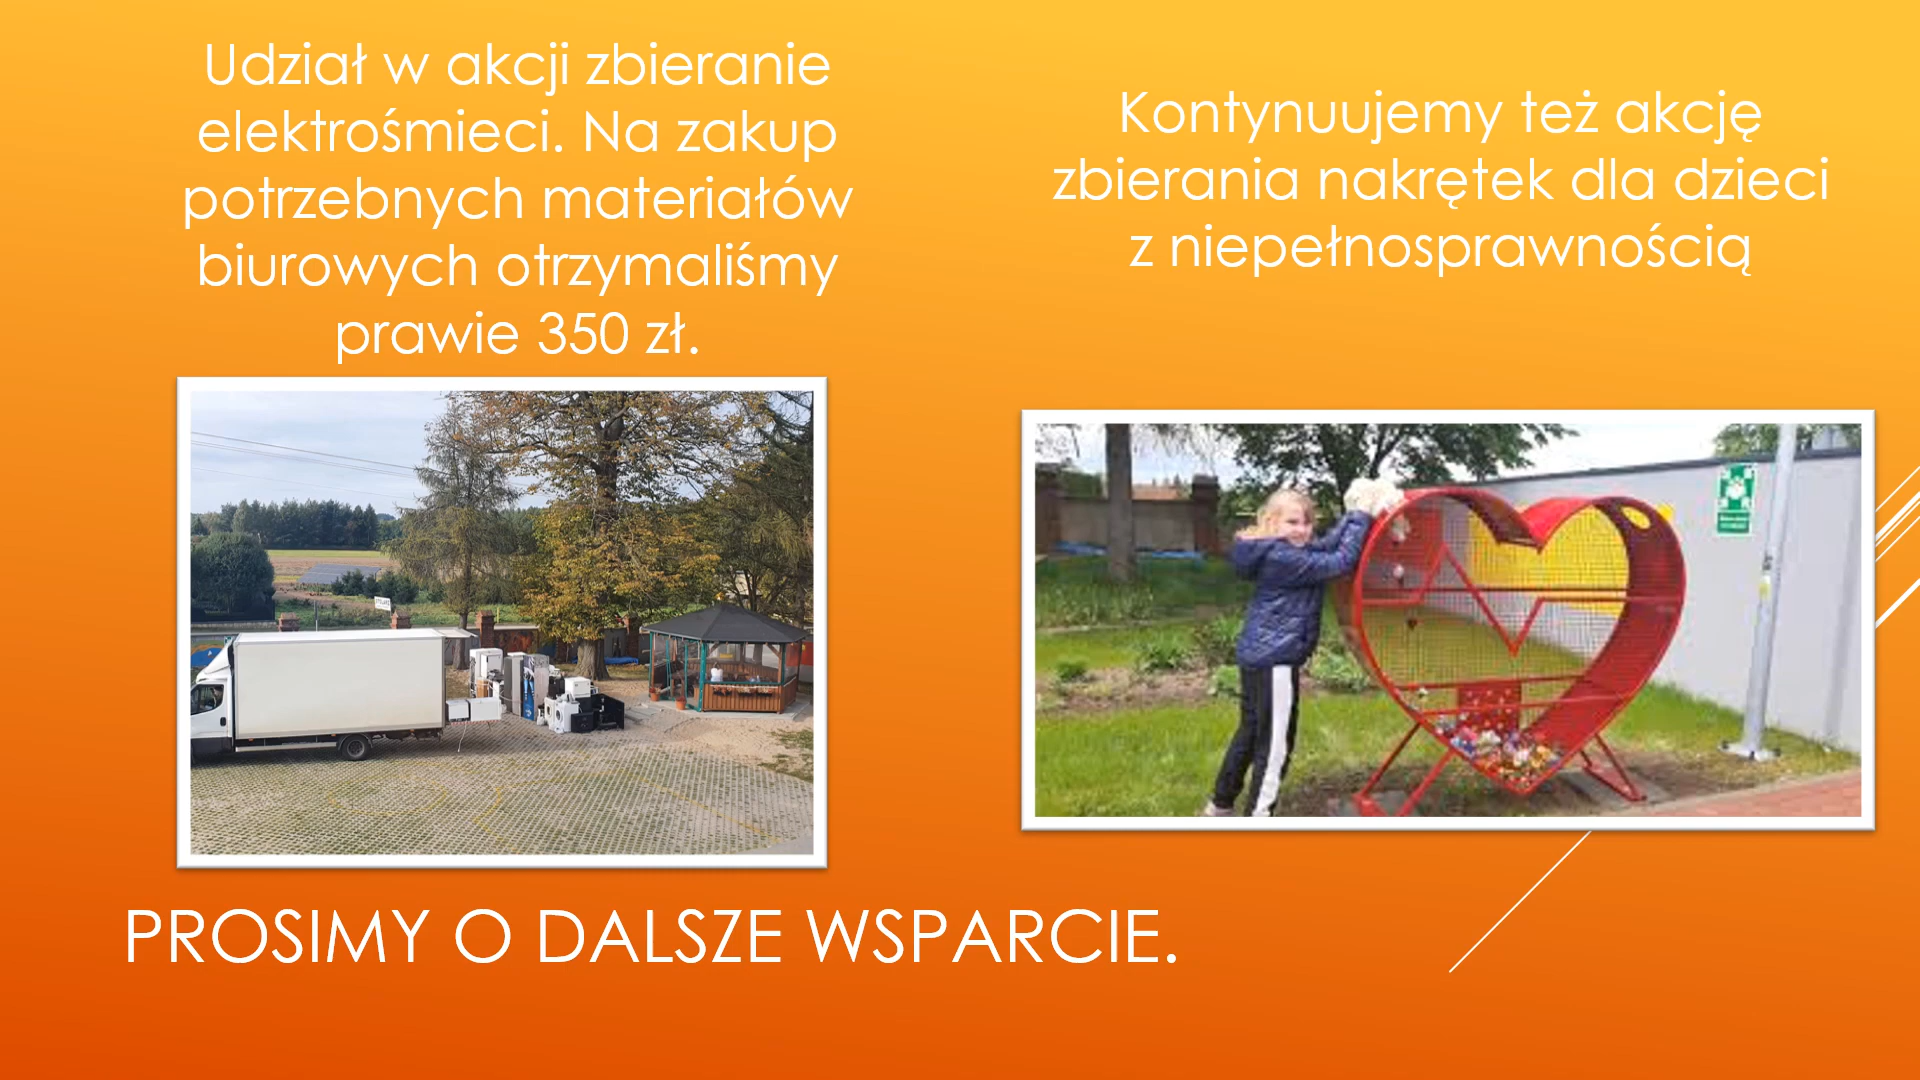 Udział w akcji zbieranie
elektrośmieci. Na zakup
potrzebnych materiałów
biurowych otrzymaliśmy
prawie 350 zł.
Kontynuujemy też akcję
zbierania nakrętek dla dzieci
z niepełnosprawnością
PROSIMY O DALSZE WSPARCIE.